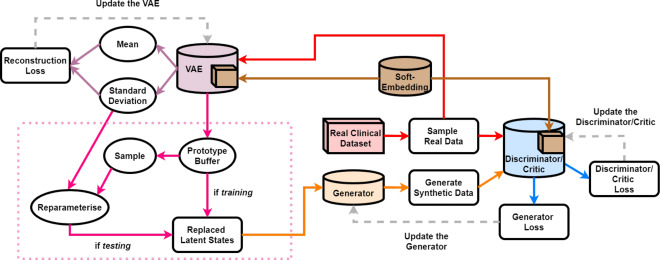 Update the VAE
Reconstruction
Loss
Mean
VAE
Standard
Deviation
Soft-
Embedding
Real Clinical
Dataset
Sample
Real Data
Update the
Discriminator/Critic
Discriminator/
Critic
Discriminator/
Critic
Loss
Sample
Prototype
Buffer
if training
Generator
Generate
Synthetic Data
Reparameterise
if testing
Replaced
Latent States
Update the
Generator
Generator
Loss